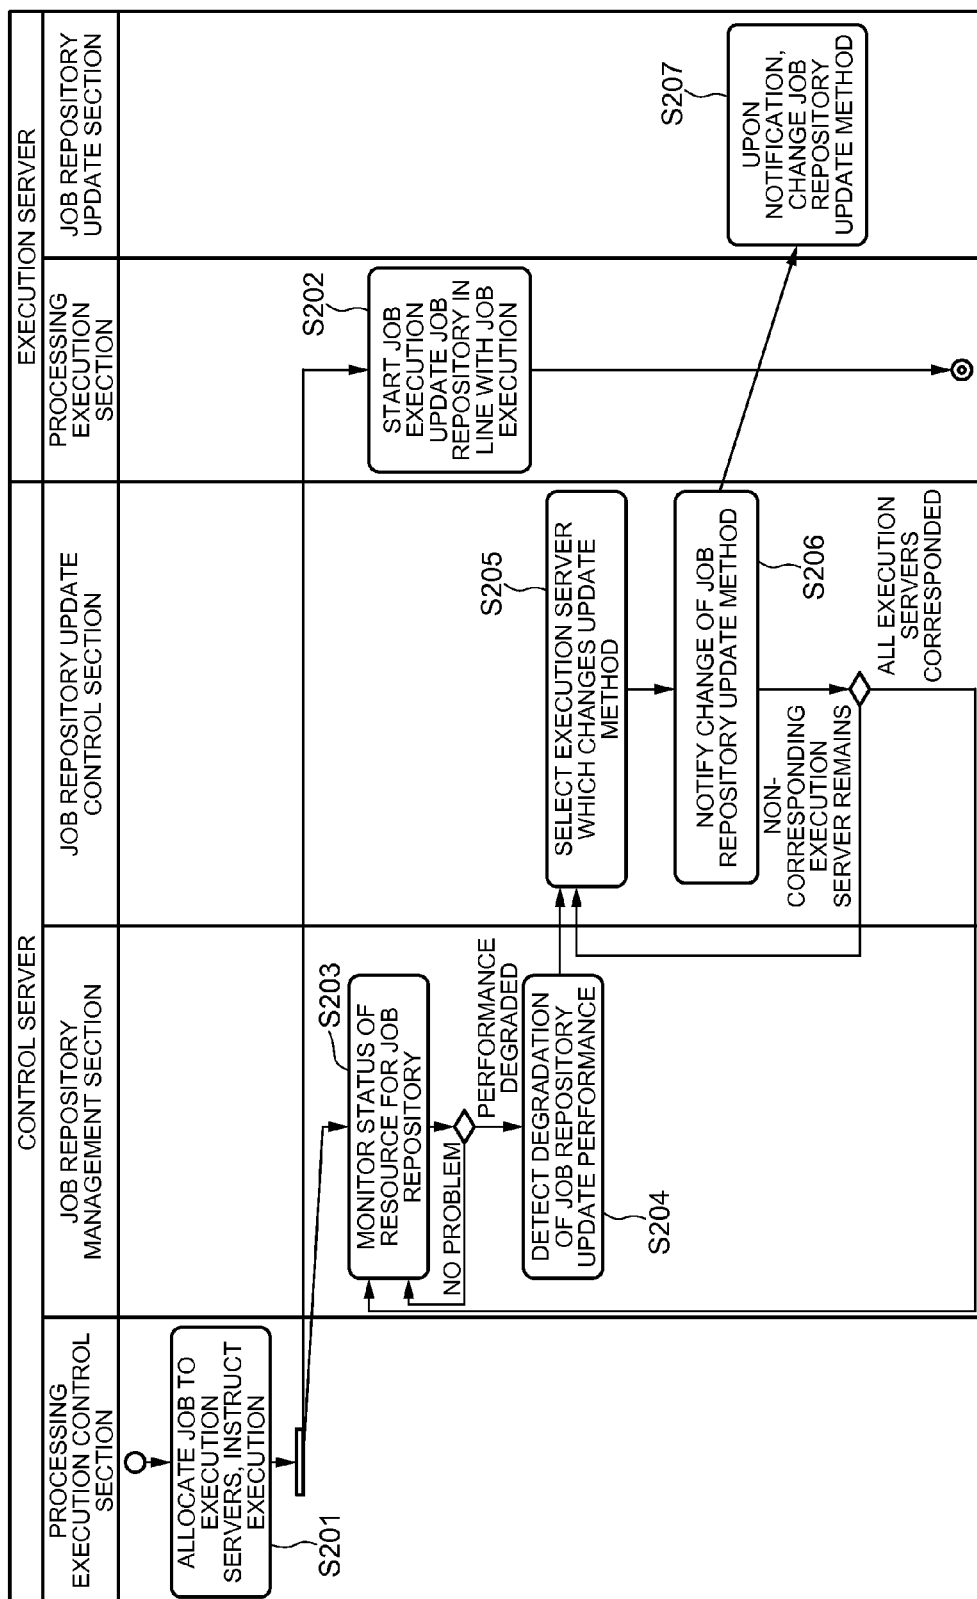 CONTROL SERVER
EXECUTION SERVER
PROCESSING
EXECUTION CONTROL
SECTION
JOB REPOSITORY
MANAGEMENT SECTION
JOB REPOSITORY UPDATE
CONTROL SECTION
PROCESSING
EXECUTION
SECTION
JOB REPOSITORY
UPDATE SECTION
ALLOCATE JOB TO
EXECUTION
SERVERS, INSTRUCT
EXECUTION
S201
START JOB
EXECUTION
UPDATE JOB
REPOSITORY IN
LINE WITH JOB
EXECUTION
S202
MONITOR STATUS OF
RESOURCE FOR JOB
REPOSITORY
S203
NO PROBLEM
PERFORMANCE
DEGRADED
DETECT DEGRADATION
OF JOB REPOSITORY
UPDATE PERFORMANCE
S204
SELECT EXECUTION SERVER
WHICH CHANGES UPDATE
METHOD
S205
NOTIFY CHANGE OF JOB
REPOSITORY UPDATE METHOD
S206
NON-
CORRESPONDING
EXECUTION
SERVER REMAINS
ALL EXECUTION
SERVERS
CORRESPONDED
UPON
NOTIFICATION,
CHANGE JOB
REPOSITORY
UPDATE METHOD
S207